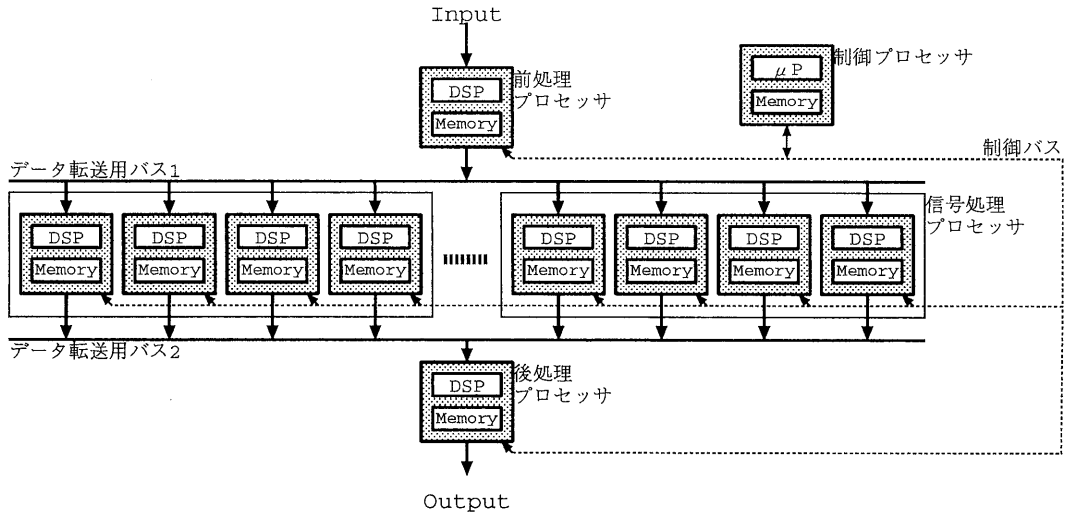 Input
前処理
プロセッサ
DSP
Memory
制御プロセッサ
μP
Memory
制御バス
データ転送用バス1
信号処理
プロセッサ
DSP DSP DSP DSP DSP DSP DSP DSP
Memory Memory Memory Memory Memory Memory Memory Memory
データ転送用バス2
後処理
プロセッサ
DSP
Memory
Output